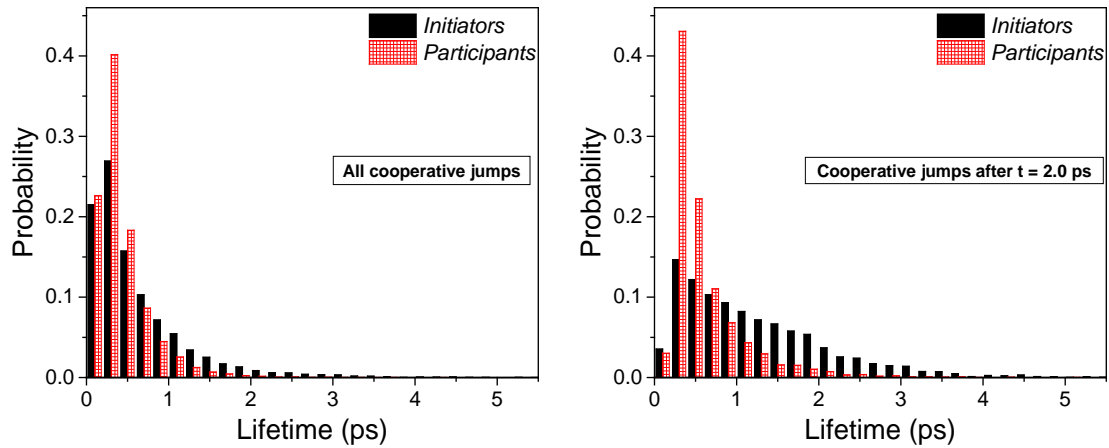 Initiators
Participants
0.4
0.3
0.2
0.1
0.0
Probability
All cooperative jumps
0 1 2 3 4 5
Lifetime (ps)
Initiators
Participants
0.4
0.3
0.2
0.1
0.0
Probability
Cooperative jumps after t = 2.0 ps
0 1 2 3 4 5
Lifetime (ps)